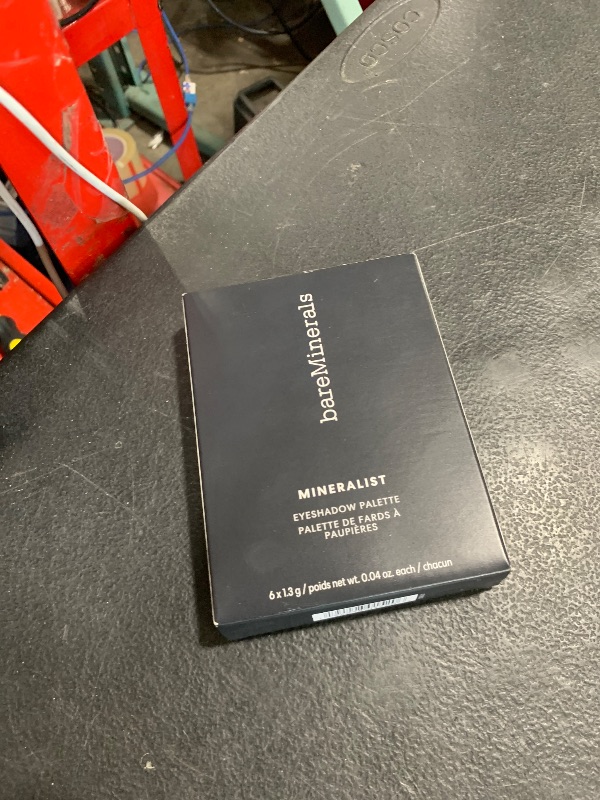 COSCO
bareMinerals
MINERALIST
EYESHADOW PALETTE
PALETTE DE FARDS À
PAUPIÈRES
6 x 1.3 g / poids net wt. 0.04 oz. each / chacun